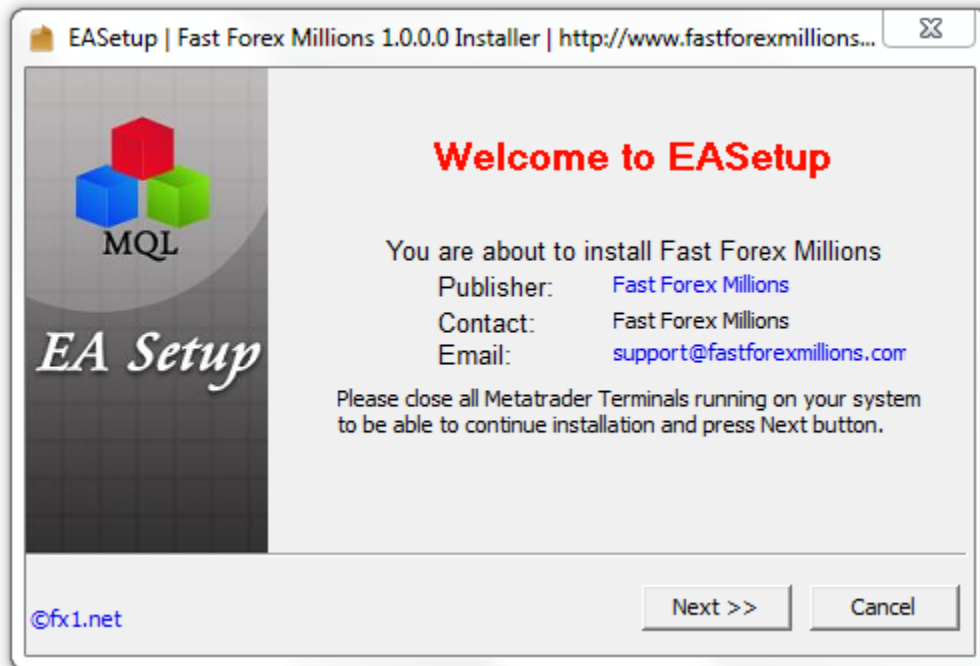 EASetup | Fast Forex Millions 1.0.0.0 Installer | http://www.fastforexmillions...
MQL
EA Setup
Welcome to EASetup
You are about to install Fast Forex Millions
Publisher: Fast Forex Millions
Contact: Fast Forex Millions
Email: support@fastforexmillions.com
Please close all Metatrader Terminals running on your system
to be able to continue installation and press Next button.
©fx1.net
Next >> Cancel